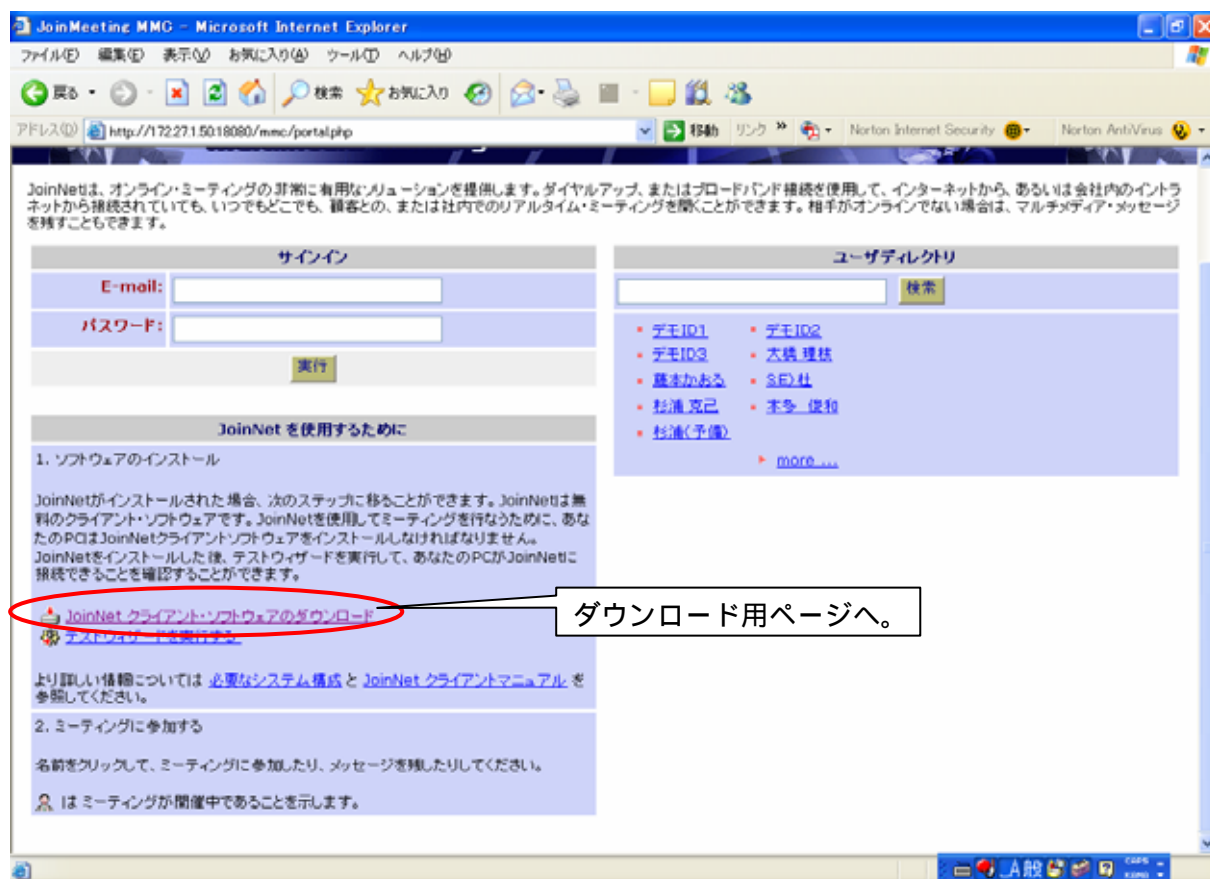 JoinMeeting MMC - Microsoft Internet Explorer
ファイル(F) 編集(E) 表示(V) お気に入り(A) ツール(T) ヘルプ(H)
戻る 検索 お気に入り
アドレス(D) http://172.27.1.50:18080/mmc/portal.php 移動 リンク » Norton Internet Security Norton AntiVirus
JoinNetは、オンライン・ミーティングの非常に有用なソリューションを提供します。ダイヤルアップ、またはブロードバンド接続を使用して、インターネットから、あるいは会社内のイントラ
ネットから接続されていても、いつでもどこでも、顧客との、または社内でのリアルタイム・ミーティングを開くことができます。相手がオンラインでない場合は、マルチメディア・メッセージ
を残すこともできます。
サインイン
E-mail:
パスワード:
実行
ユーザディレクトリ
検索
デモID1 デモID2
デモID3 大橋 理枝
藤本かおる S.E)杜
杉浦 克己 本多 俊和
杉浦(予備)
more ...
JoinNet を使用するために
1. ソフトウェアのインストール
JoinNetがインストールされた場合、次のステップに移ることができます。JoinNetは無
料のクライアント・ソフトウェアです。JoinNetを使用してミーティングを行なうために、あな
たのPCはJoinNetクライアントソフトウェアをインストールしなければなりません。
JoinNetをインストールした後、テストウィザードを実行して、あなたのPCがJoinNetに
接続できることを確認することができます。
JoinNet クライアント・ソフトウェアのダウンロード
ダウンロード用ページへ。
テストウィザードを実行する
より詳しい情報については 必要なシステム構成 と JoinNet クライアントマニュアル を
参照してください。
2. ミーティングに参加する
名前をクリックして、ミーティングに参加したり、メッセージを残したりしてください。
は ミーティングが開催中であることを示します。
A 般 CAPS KANA